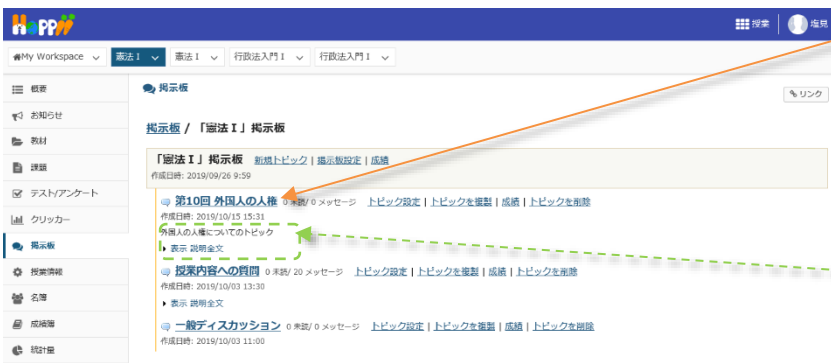 Hoppii
授業 塩見
My Workspace 憲法 I 憲法 I 行政法入門 I 行政法入門 I
概要
お知らせ
教材
課題
テスト/アンケート
クリッカー
掲示板
授業情報
名簿
成績簿
統計量
掲示板
リンク
掲示板 / 「憲法 I 」掲示板
「憲法 I 」掲示板 新規トピック | 掲示板設定 | 成績
作成日時: 2019/09/26 9:59
第10回 外国人の人権 0 未読/ 0 メッセージ トピック設定 | トピックを複製 | 成績 | トピックを削除
作成日時: 2019/10/15 15:31
外国人の人権についてのトピック
表示 説明全文
授業内容への質問 0 未読/ 20 メッセージ トピック設定 | トピックを複製 | 成績 | トピックを削除
作成日時: 2019/10/03 13:30
表示 説明全文
一般ディスカッション 0 未読/ 0 メッセージ トピック設定 | トピックを複製 | 成績 | トピックを削除
作成日時: 2019/10/03 11:00